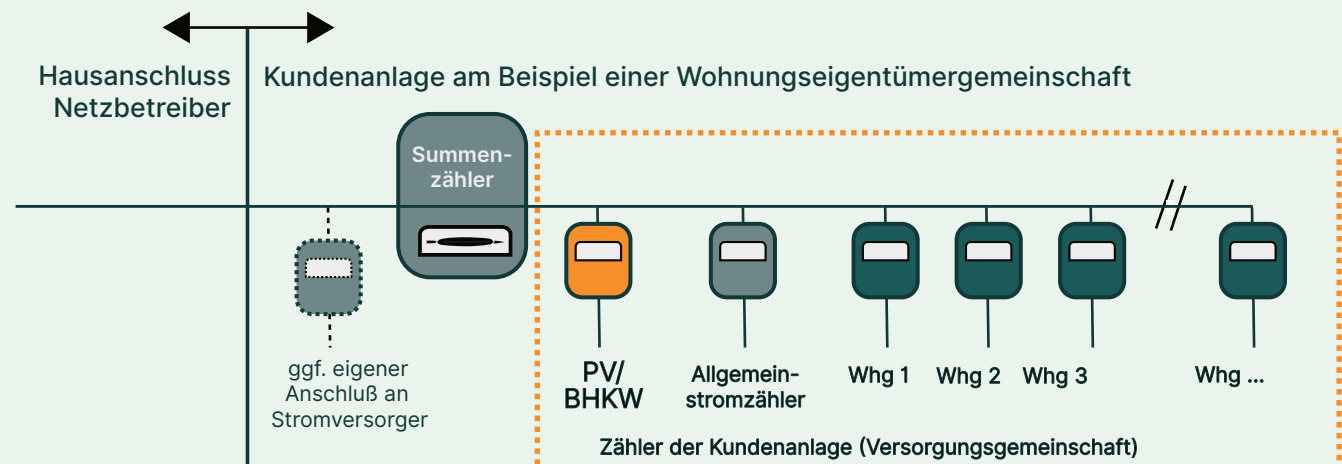 Hausanschluss
Netzbetreiber
Kundenanlage am Beispiel einer Wohnungseigentümergemeinschaft
Summen-
zähler
ggf. eigener
Anschluß an
Stromversorger
PV/
BHKW
Allgemein-
stromzähler
Whg 1
Whg 2
Whg 3
Whg ...
Zähler der Kundenanlage (Versorgungsgemeinschaft)